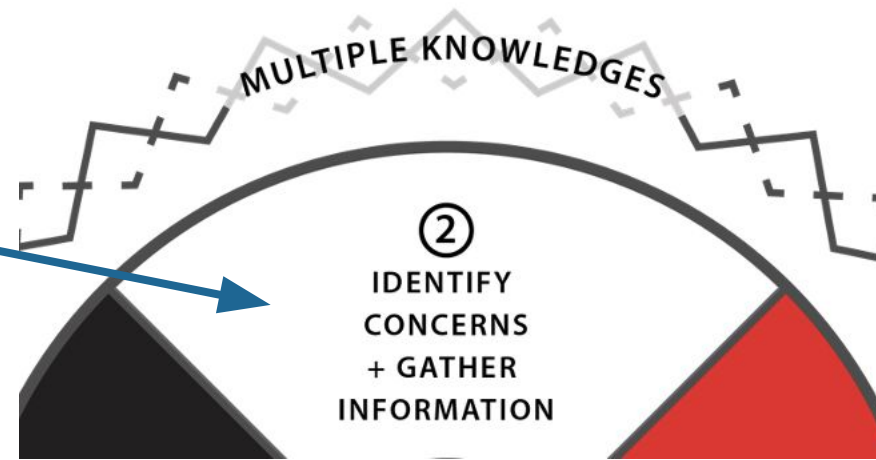 MULTIPLE KNOWLEDGES
2
IDENTIFY
CONCERNS
+ GATHER
INFORMATION